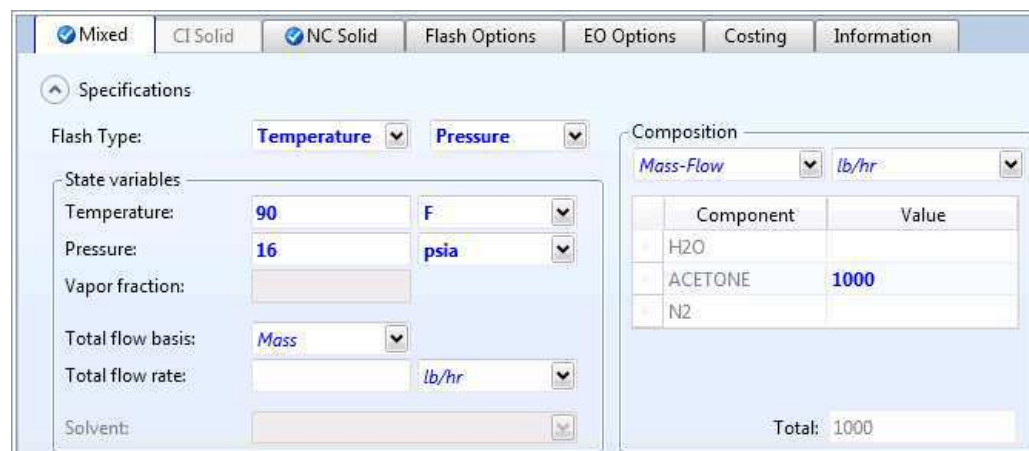 Mixed CI Solid NC Solid Flash Options EO Options Costing Information
Specifications
Flash Type: Temperature Pressure
State variables
Temperature: 90 F
Pressure: 16 psia
Vapor fraction:
Total flow basis: Mass
Total flow rate: lb/hr
Solvent:
Composition
Mass-Flow lb/hr
Component Value
H2O
ACETONE 1000
N2
Total: 1000